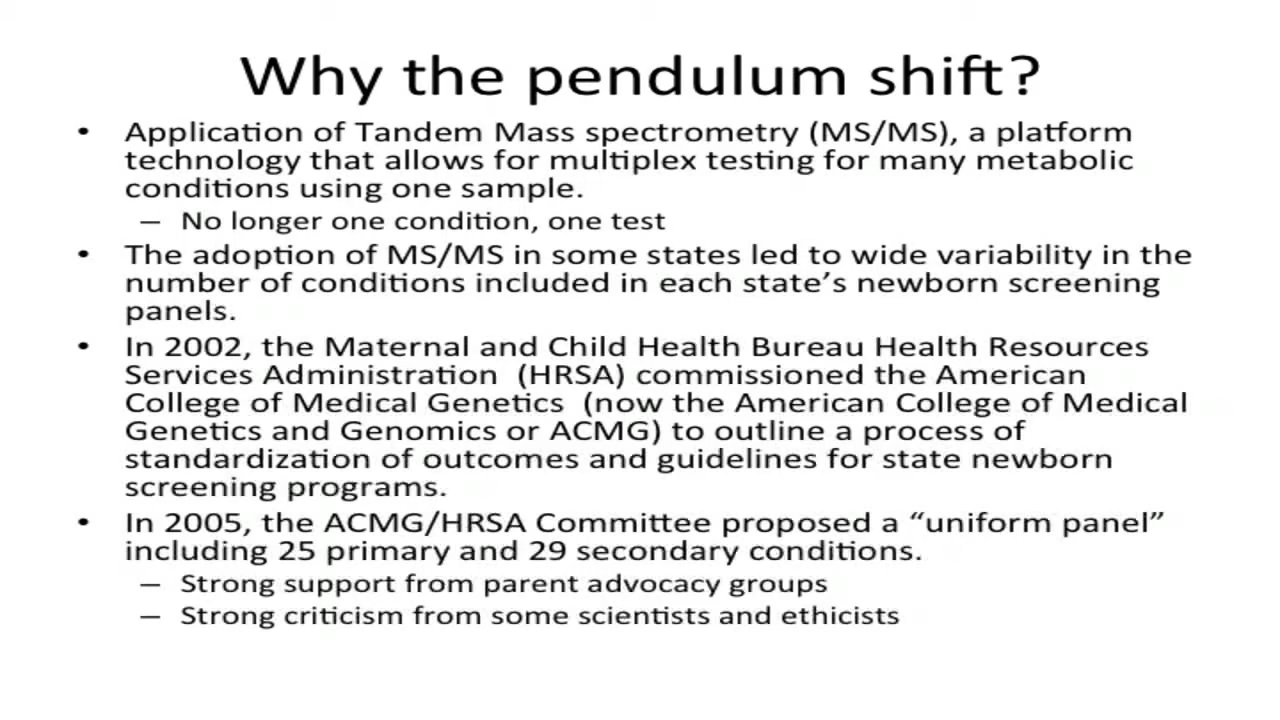 Why the pendulum shift?
• Application of Tandem Mass spectrometry (MS/MS), a platform
technology that allows for multiplex testing for many metabolic
conditions using one sample.
– No longer one condition, one test
• The adoption of MS/MS in some states led to wide variability in the
number of conditions included in each state’s newborn screening
panels.
• In 2002, the Maternal and Child Health Bureau Health Resources
Services Administration  (HRSA) commissioned the American
College of Medical Genetics  (now the American College of Medical
Genetics and Genomics or ACMG) to outline a process of
standardization of outcomes and guidelines for state newborn
screening programs.
• In 2005, the ACMG/HRSA Committee proposed a “uniform panel”
including 25 primary and 29 secondary conditions.
– Strong support from parent advocacy groups
– Strong criticism from some scientists and ethicists